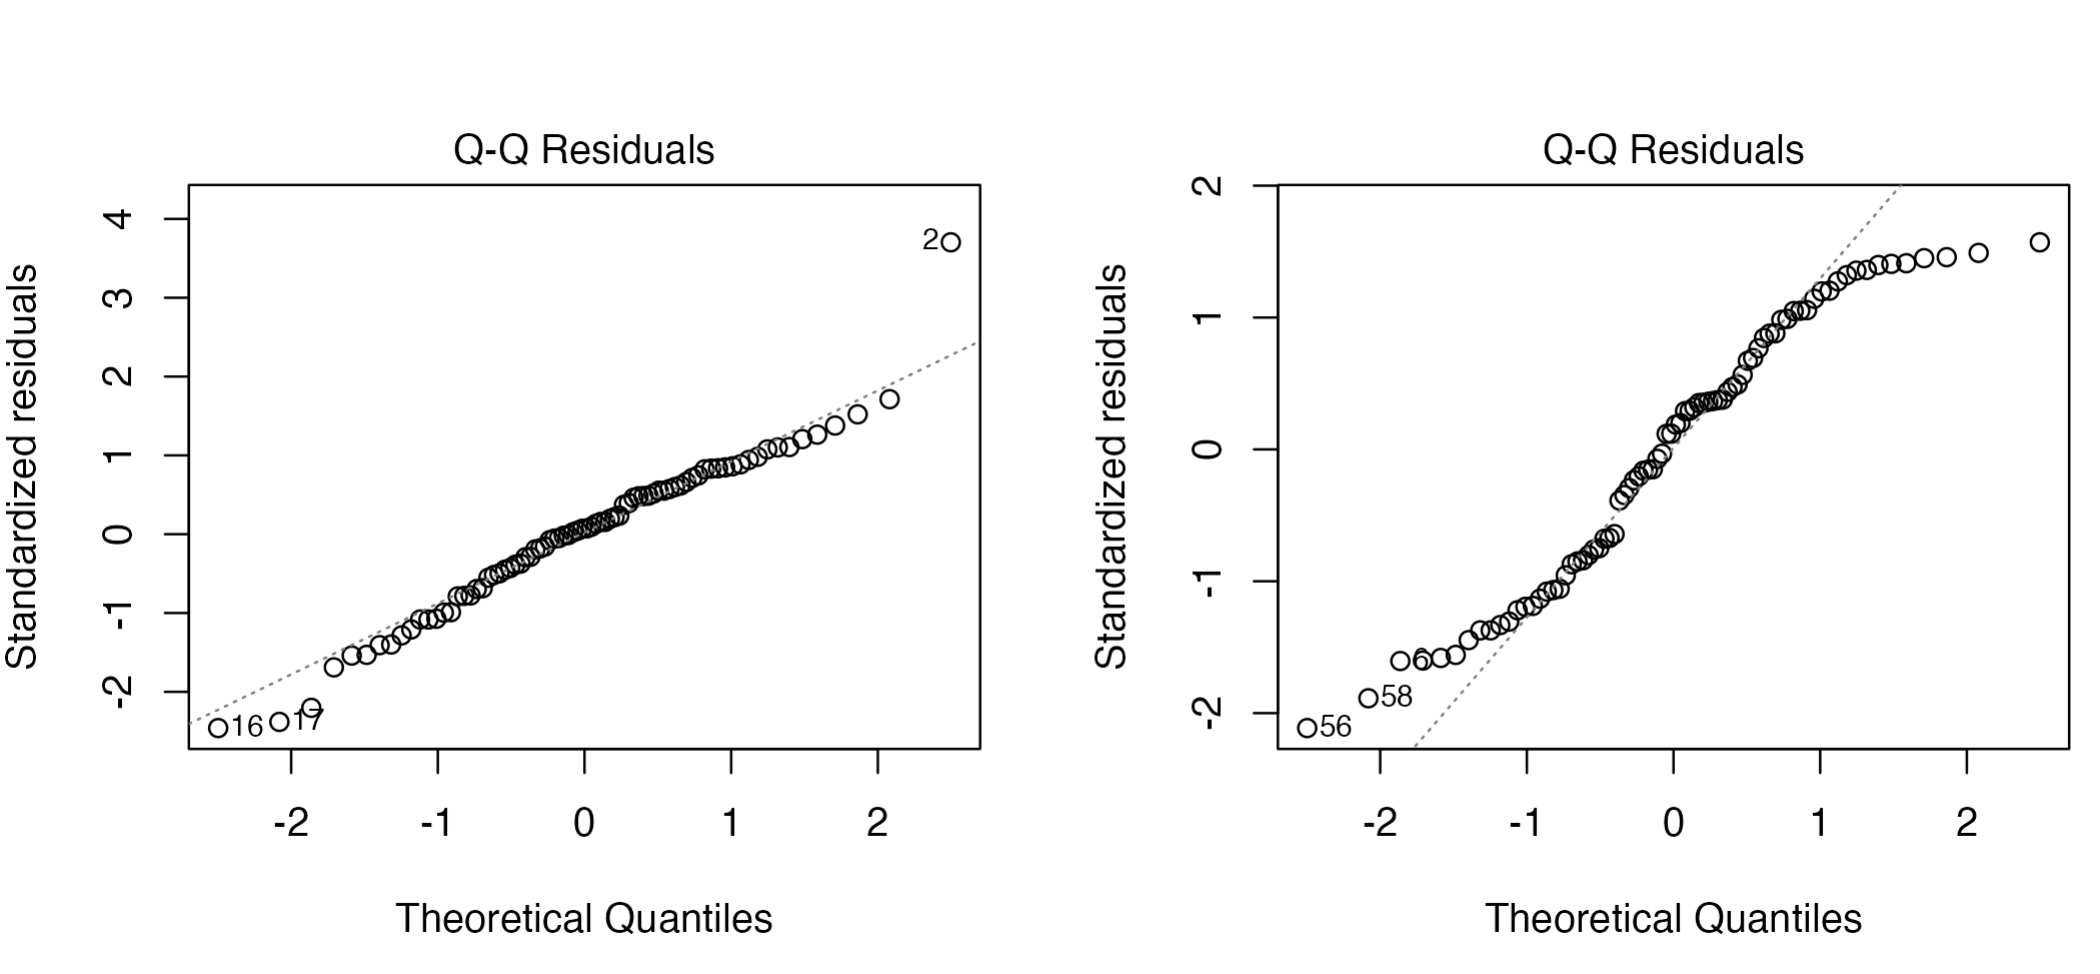 Q-Q Residuals
Standardized residuals
4
3
2
1
0
-1
-2
2
16
17
-2 -1 0 1 2
Theoretical Quantiles
Q-Q Residuals
Standardized residuals
2
1
0
-1
-2
58
56
-2 -1 0 1 2
Theoretical Quantiles